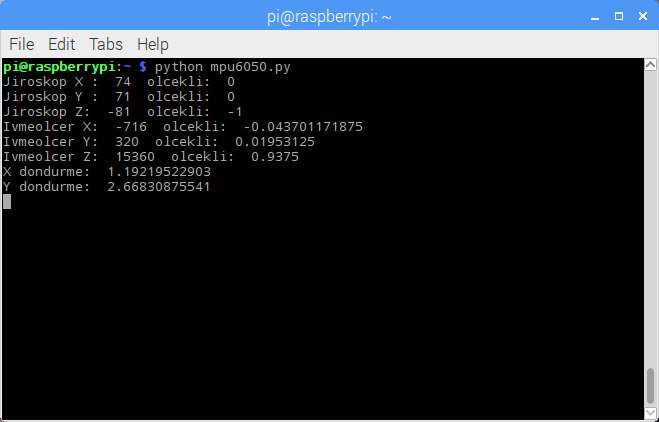 pi@raspberrypi: ~
File Edit Tabs Help
pi@raspberrypi:~ $ python mpu6050.py
Jiroskop X :  74  olcekli:  0
Jiroskop Y :  71  olcekli:  0
Jiroskop Z:  -81  olcekli:  -1
Ivmeolcer X:  -716  olcekli:  -0.043701171875
Ivmeolcer Y:  320  olcekli:  0.01953125
Ivmeolcer Z:  15360  olcekli:  0.9375
X dondurme:  1.19219522903
Y dondurme:  2.66830875541